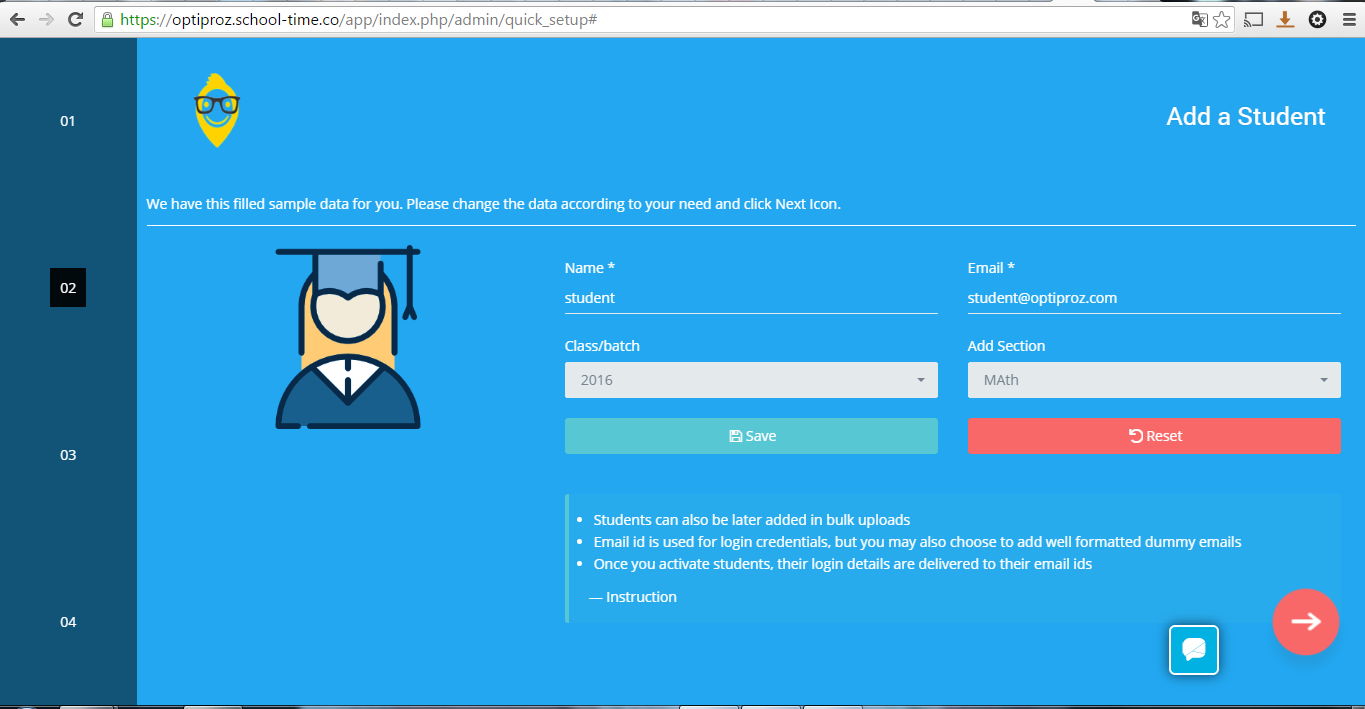 https://optiproz.school-time.co/app/index.php/admin/quick_setup#
01
Add a Student
We have this filled sample data for you. Please change the data according to your need and click Next Icon.
Name * Email *
02
student student@optiproz.com
Class/batch Add Section
2016 MAth
Save Reset
03
• Students can also be later added in bulk uploads
• Email id is used for login credentials, but you may also choose to add well formatted dummy emails
• Once you activate students, their login details are delivered to their email ids
— Instruction
04